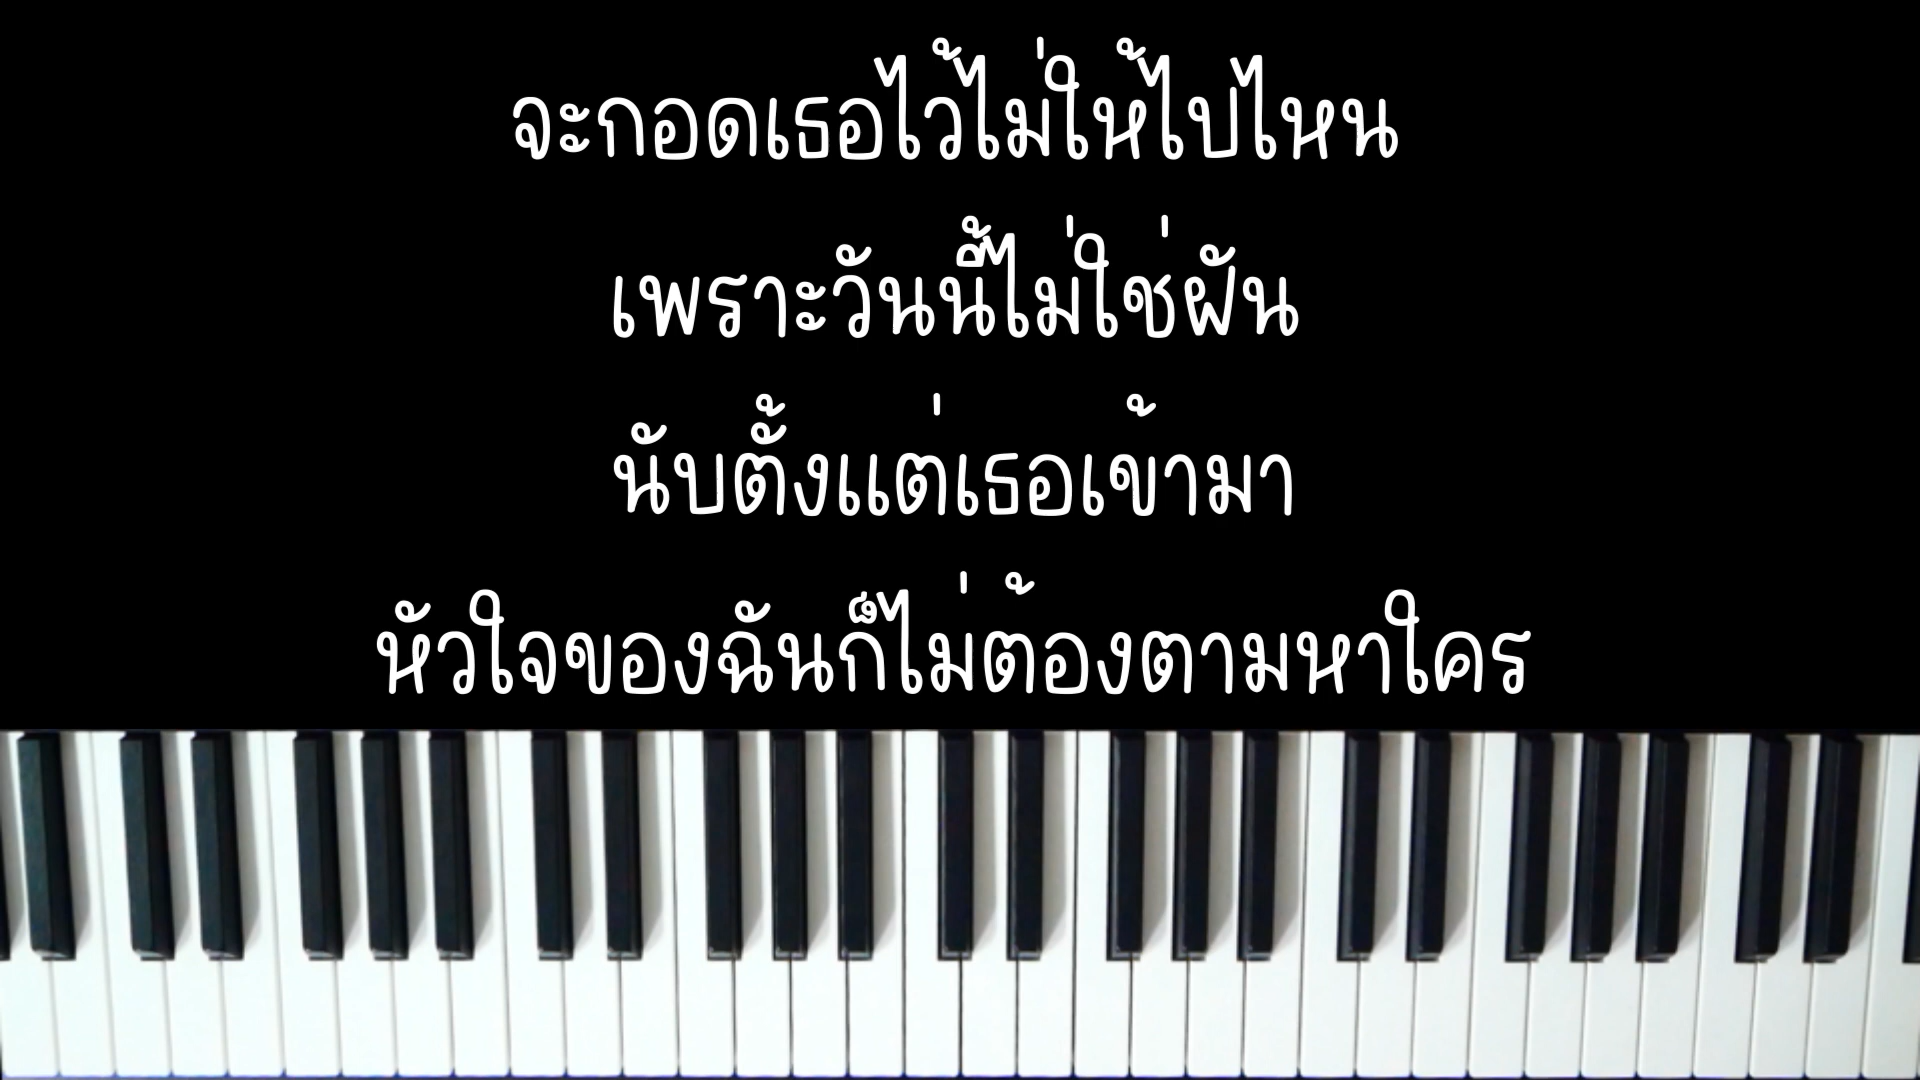 จะกอดเธอไว้ไม่ให้ไปไหน
เพราะวันนี้ไม่ใช่ฝัน
นับตั้งแต่เธอเข้ามา
หัวใจของฉันก็ไม่ต้องตามหาใคร